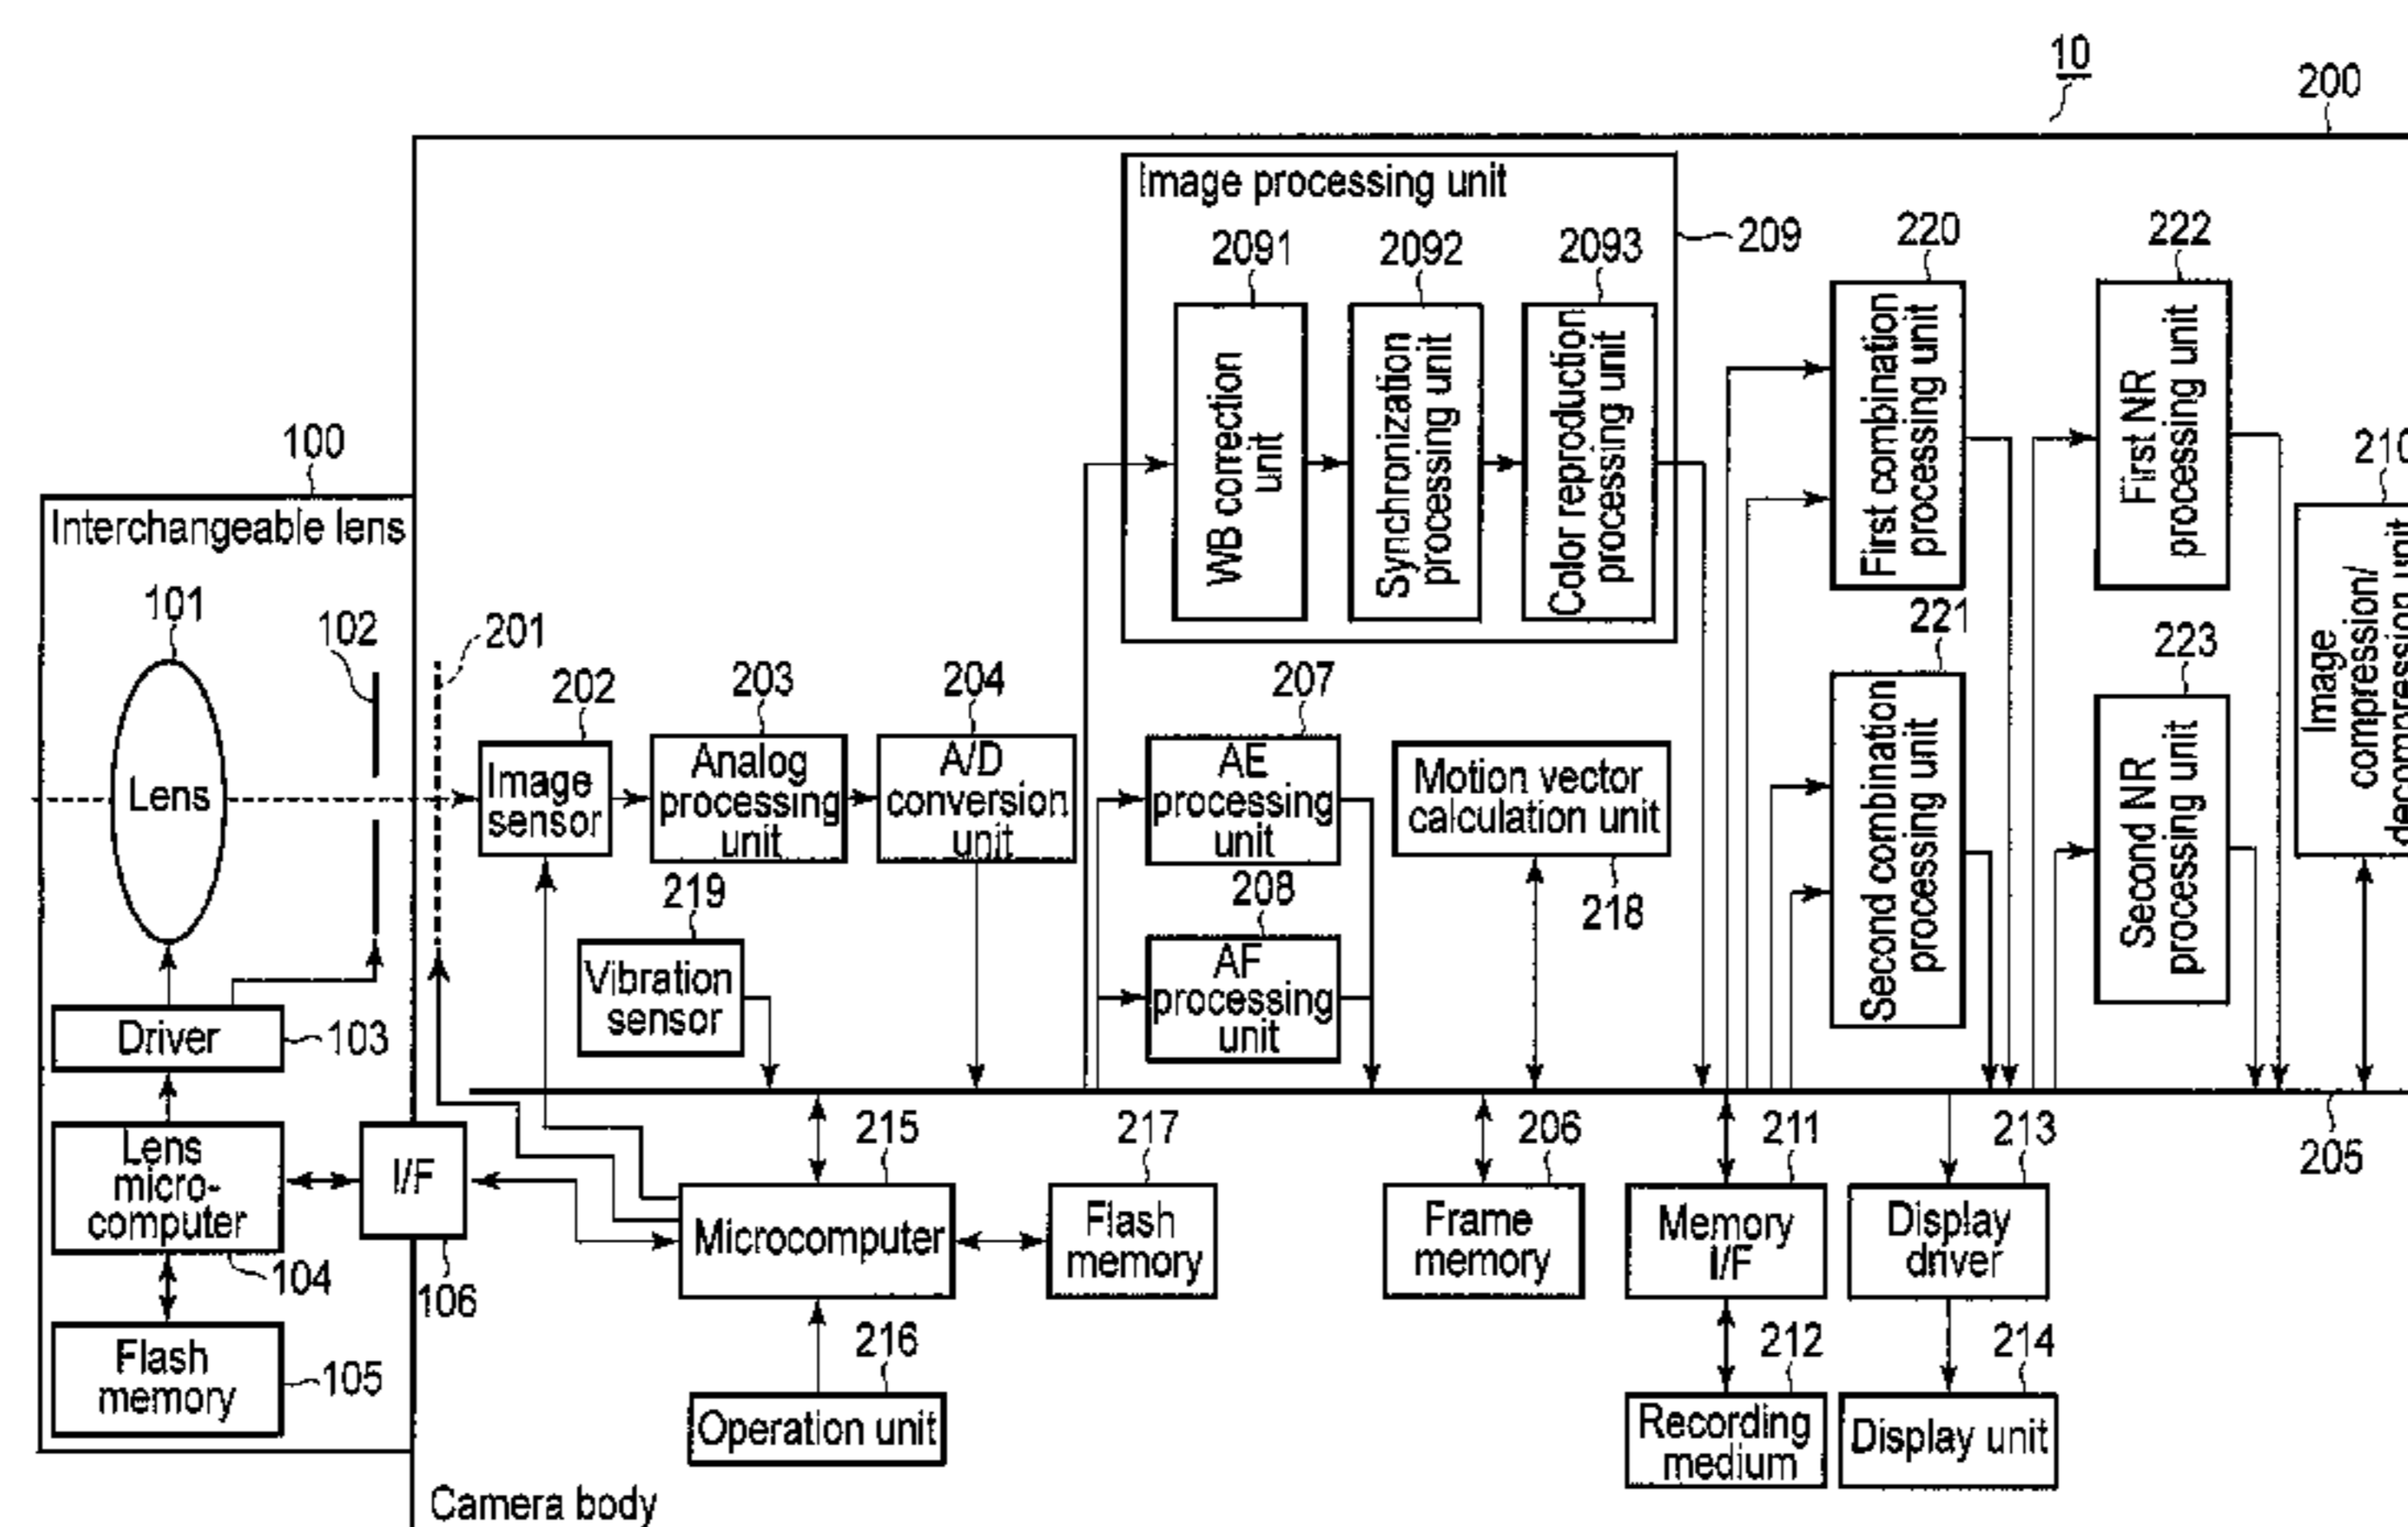 10
200
Image processing unit
2091
2092
2093
209
220
222
WB correction
unit
Synchronization
processing unit
Color reproduction
processing unit
First combination
processing unit
First NR
processing unit
100
Interchangeable lens
101
102
Lens
201
202
Image
sensor
203
Analog
processing
unit
204
A/D
conversion
unit
207
AE
processing
unit
Motion vector
calculation unit
218
221
Second combination
processing unit
223
Second NR
processing unit
210
Image
compression/
decompression unit
219
Vibration
sensor
208
AF
processing
unit
Driver
103
Lens
micro-
computer
104
I/F
106
Flash
memory
105
215
Microcomputer
217
Flash
memory
206
Frame
memory
211
Memory
I/F
213
Display
driver
205
216
Operation unit
212
Recording
medium
214
Display unit
Camera body